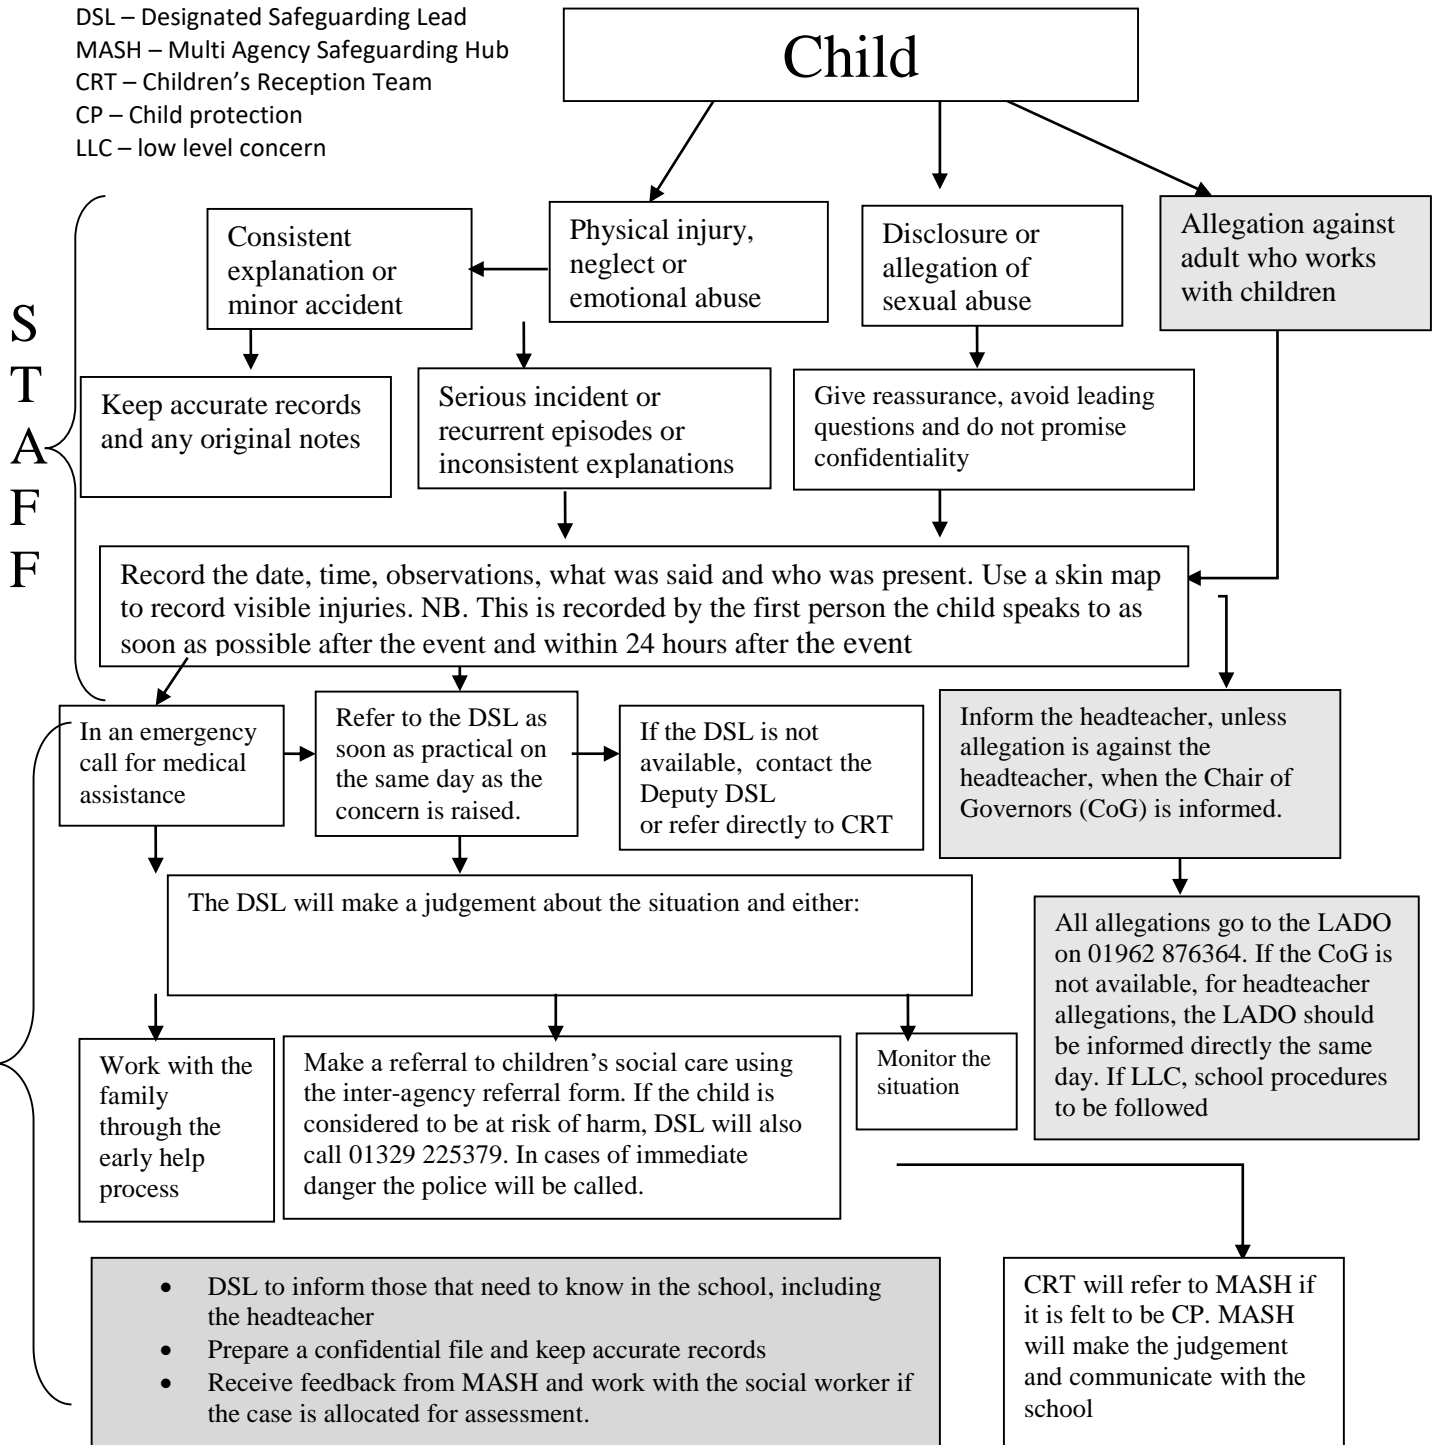 DSL – Designated Safeguarding Lead
MASH – Multi Agency Safeguarding Hub
CRT – Children's Reception Team
CP – Child protection
LLC – low level concern
Child
S
T
A
F
F
Consistent
explanation or
minor accident
Physical injury,
neglect or
emotional abuse
Disclosure or
allegation of
sexual abuse
Allegation against
adult who works
with children
Keep accurate records
and any original notes
Serious incident or
recurrent episodes or
inconsistent explanations
Give reassurance, avoid leading
questions and do not promise
confidentiality
Record the date, time, observations, what was said and who was present. Use a skin map
to record visible injuries. NB. This is recorded by the first person the child speaks to as
soon as possible after the event and within 24 hours after the event
In an emergency
call for medical
assistance
Refer to the DSL as
soon as practical on
the same day as the
concern is raised.
If the DSL is not
available, contact the
Deputy DSL
or refer directly to CRT
Inform the headteacher, unless
allegation is against the
headteacher, when the Chair of
Governors (CoG) is informed.
The DSL will make a judgement about the situation and either:
All allegations go to the LADO
on 01962 876364. If the CoG is
not available, for headteacher
allegations, the LADO should
be informed directly the same
day. If LLC, school procedures
to be followed
Work with the
family
through the
early help
process
Make a referral to children's social care using
the inter-agency referral form. If the child is
considered to be at risk of harm, DSL will also
call 01329 225379. In cases of immediate
danger the police will be called.
Monitor the
situation
• DSL to inform those that need to know in the school, including
the headteacher
• Prepare a confidential file and keep accurate records
• Receive feedback from MASH and work with the social worker if
the case is allocated for assessment.
CRT will refer to MASH if
it is felt to be CP. MASH
will make the judgement
and communicate with the
school